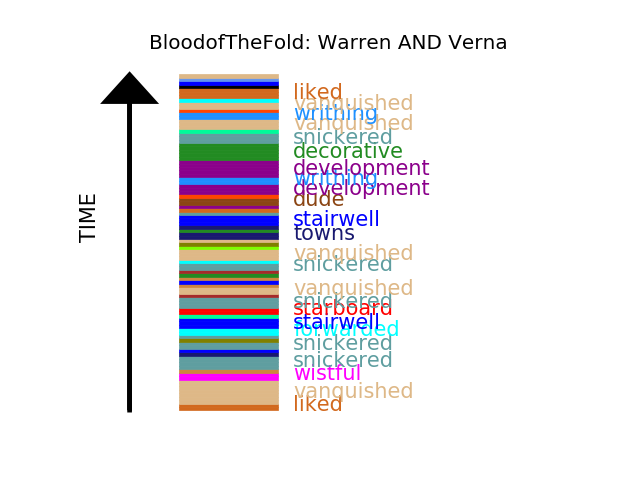 BloodofTheFold: Warren AND Verna
TIME
liked
vanquished
writhing
vanquished
snickered
decorative
development
writhing
development
dude
stairwell
towns
vanquished
snickered
vanquished
snickered
starboard
stairwell
forwarded
snickered
snickered
wistful
vanquished
liked